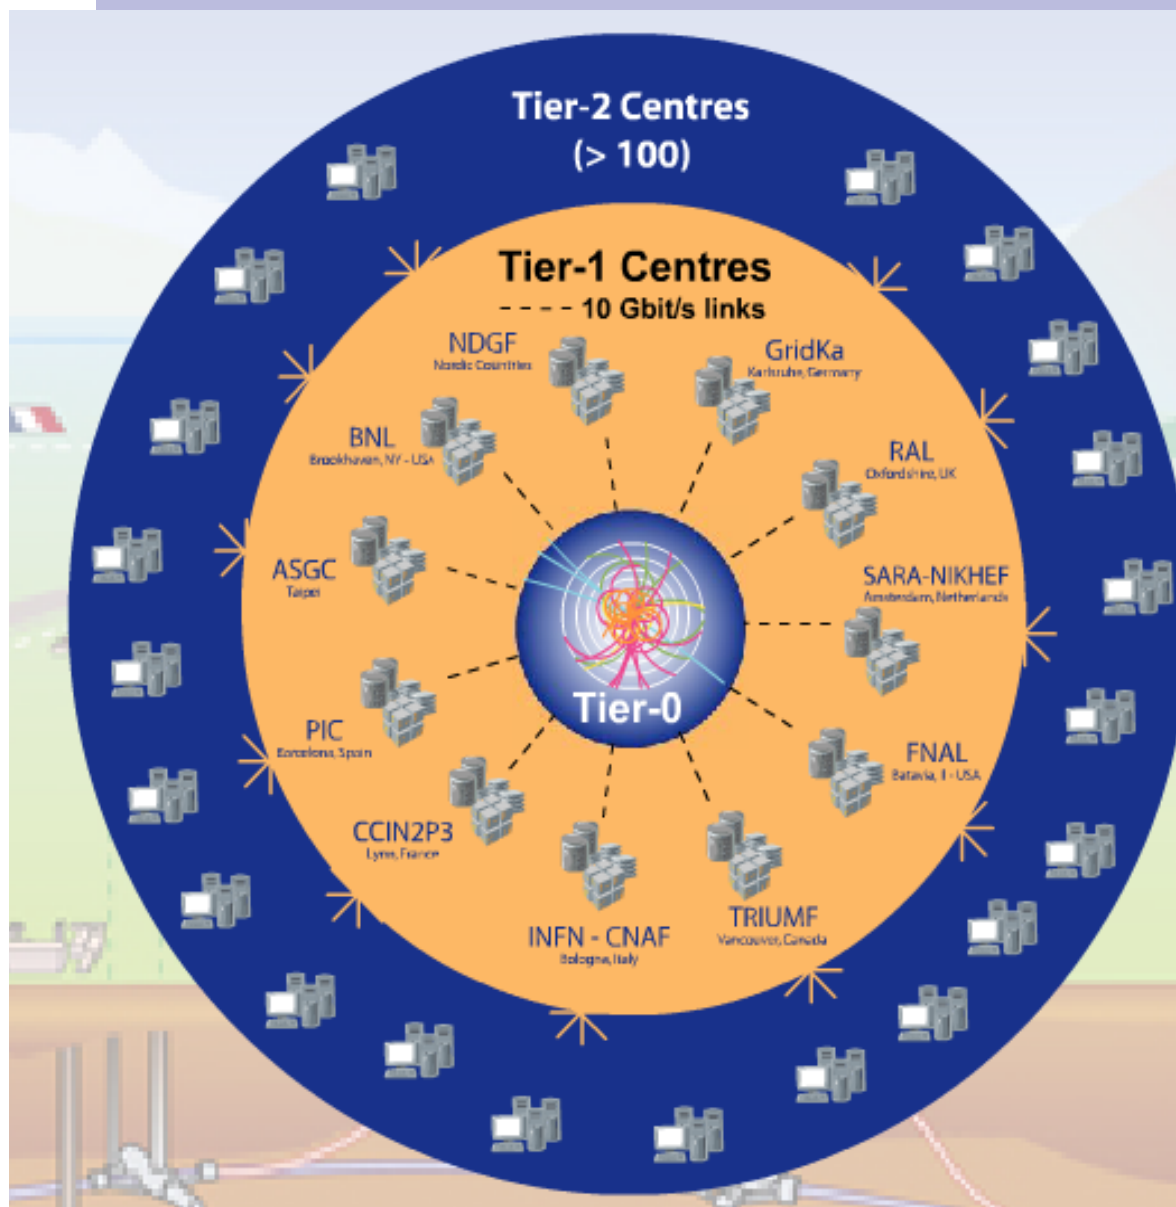 Tier-2 Centres
(> 100)
Tier-1 Centres
---- 10 Gbit/s links
NDGF
Nordic Countries
GridKa
Karlsruhe, Germany
BNL
Brookhaven, NY - USA
RAL
Oxfordshire, UK
ASGC
Taipei
SARA-NIKHEF
Amsterdam, Netherlands
Tier-0
PIC
Barcelona, Spain
FNAL
Batavia, Il - USA
CCIN2P3
Lyon, France
TRIUMF
Vancouver, Canada
INFN - CNAF
Bologna, Italy